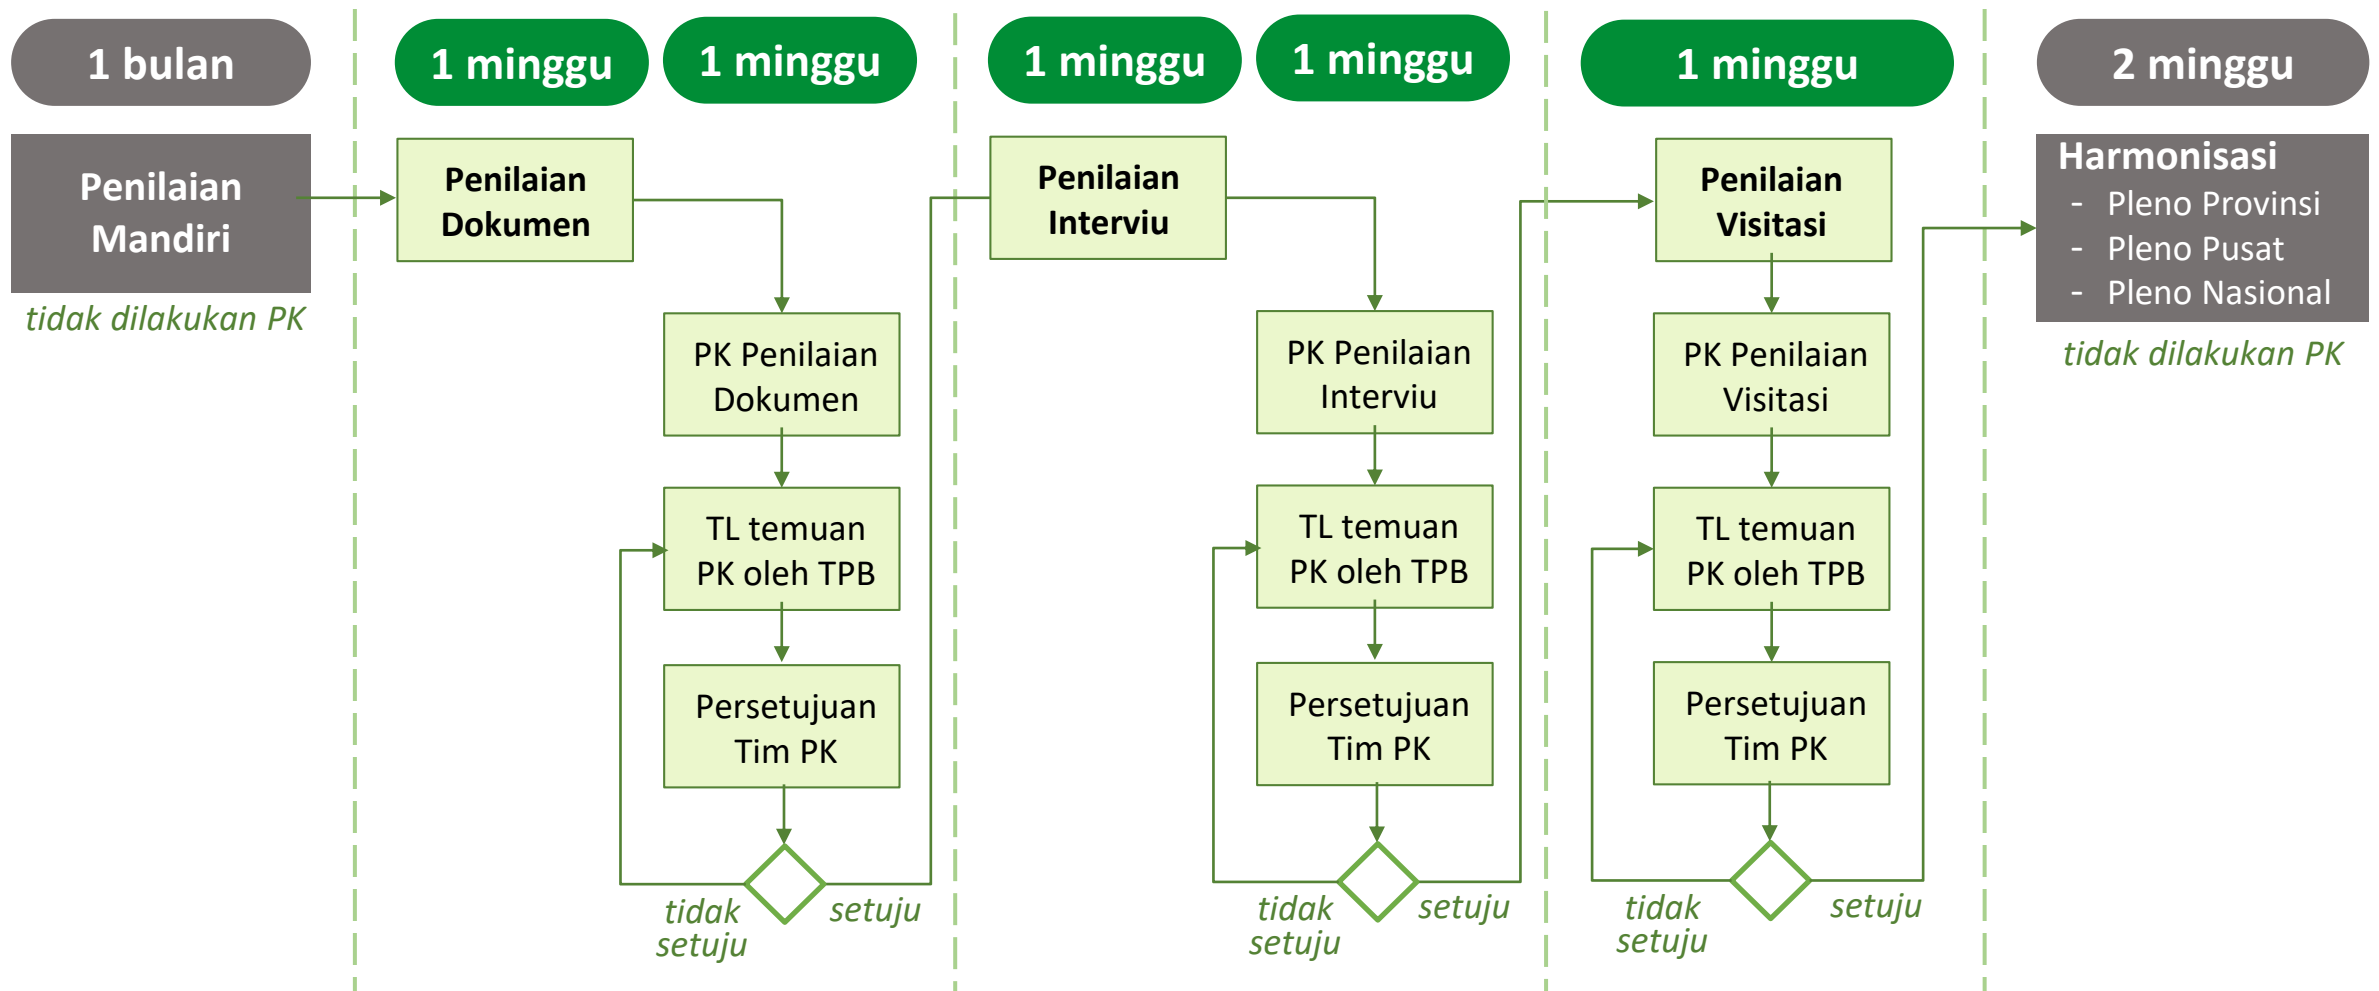 1 bulan
1 minggu
1 minggu
1 minggu
1 minggu
1 minggu
2 minggu
Penilaian
Mandiri
tidak dilakukan PK
Penilaian
Dokumen
PK Penilaian
Dokumen
TL temuan
PK oleh TPB
Persetujuan
Tim PK
tidak
setuju
setuju
Penilaian
Interviu
PK Penilaian
Interviu
TL temuan
PK oleh TPB
Persetujuan
Tim PK
tidak
setuju
setuju
Penilaian
Visitasi
PK Penilaian
Visitasi
TL temuan
PK oleh TPB
Persetujuan
Tim PK
tidak
setuju
setuju
Harmonisasi
- Pleno Provinsi
- Pleno Pusat
- Pleno Nasional
tidak dilakukan PK